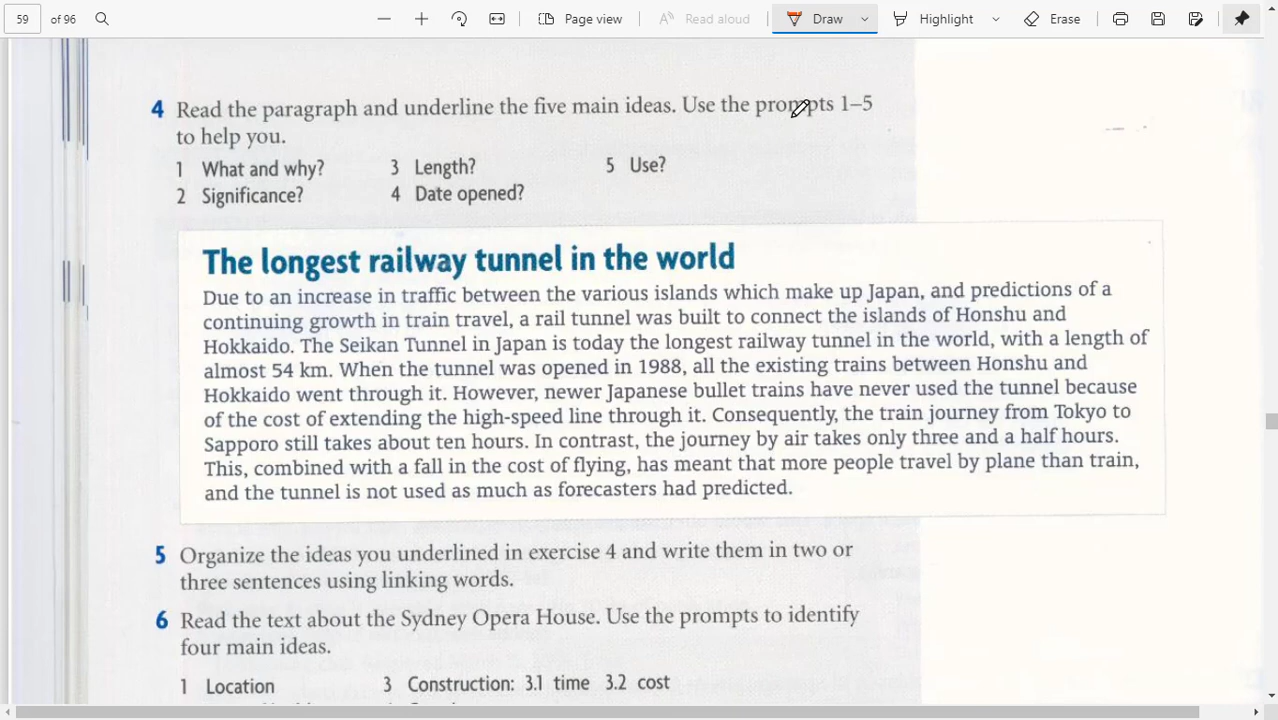 59 of 96 Page view Read aloud Draw Highlight Erase
4 Read the paragraph and underline the five main ideas. Use the prompts 1–5
to help you.
1 What and why? 3 Length? 5 Use?
2 Significance? 4 Date opened?
The longest railway tunnel in the world
Due to an increase in traffic between the various islands which make up Japan, and predictions of a
continuing growth in train travel, a rail tunnel was built to connect the islands of Honshu and
Hokkaido. The Seikan Tunnel in Japan is today the longest railway tunnel in the world, with a length of
almost 54 km. When the tunnel was opened in 1988, all the existing trains between Honshu and
Hokkaido went through it. However, newer Japanese bullet trains have never used the tunnel because
of the cost of extending the high-speed line through it. Consequently, the train journey from Tokyo to
Sapporo still takes about ten hours. In contrast, the journey by air takes only three and a half hours.
This, combined with a fall in the cost of flying, has meant that more people travel by plane than train,
and the tunnel is not used as much as forecasters had predicted.
5 Organize the ideas you underlined in exercise 4 and write them in two or
three sentences using linking words.
6 Read the text about the Sydney Opera House. Use the prompts to identify
four main ideas.
1 Location 3 Construction: 3.1 time 3.2 cost